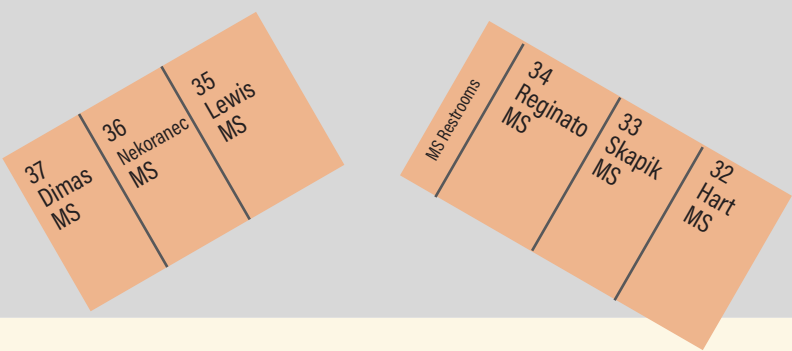 37
Dimas
MS
36
Nekoranec
MS
35
Lewis
MS
MS Restrooms
34
Reginato
MS
33
Skapik
MS
32
Hart
MS